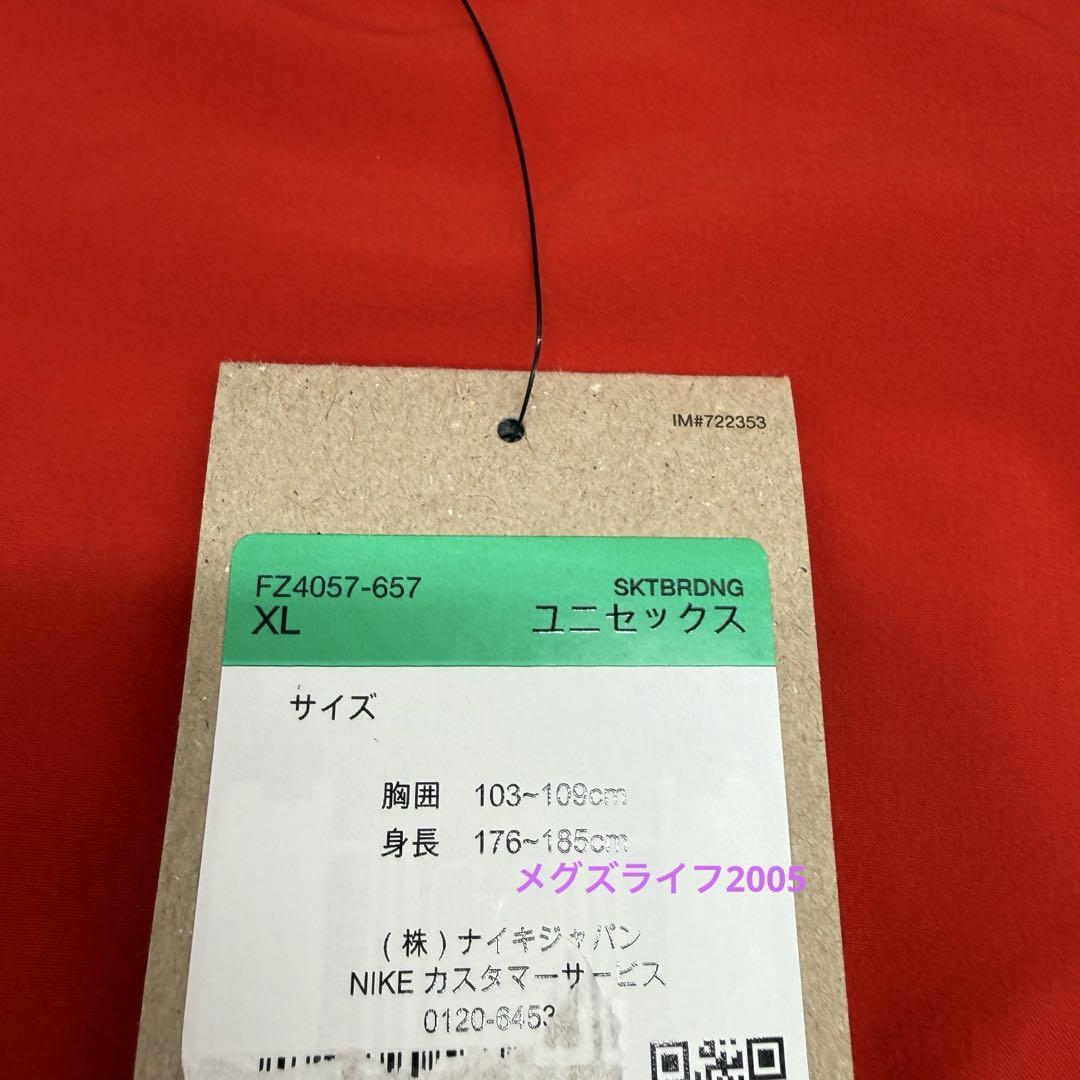 IM#722353
FZ4057-657
SKTBRDNG
XL
ユニセックス
サイズ
胸囲 103~109cm
身長 176~185cm
メグズライフ2005
(株)ナイキジャパン
NIKE カスタマーサービス
0120-6453